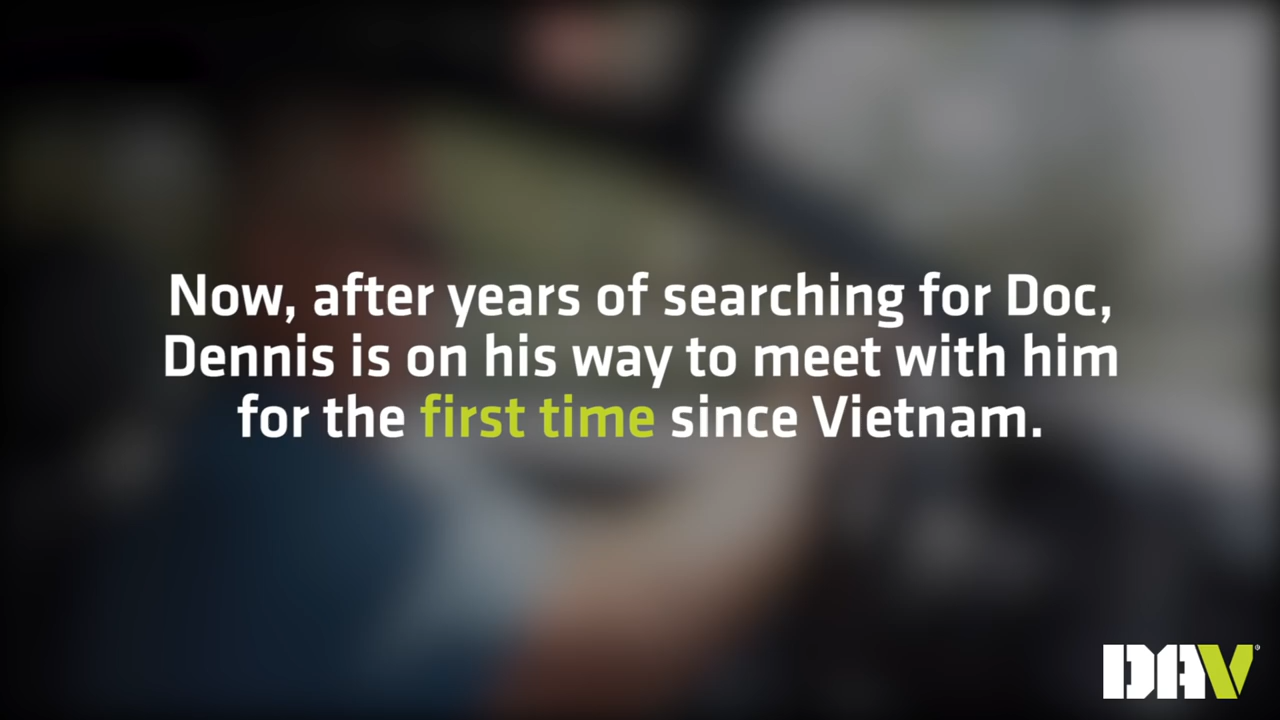 Now, after years of searching for Doc,
Dennis is on his way to meet with him
for the first time since Vietnam.
DAV®